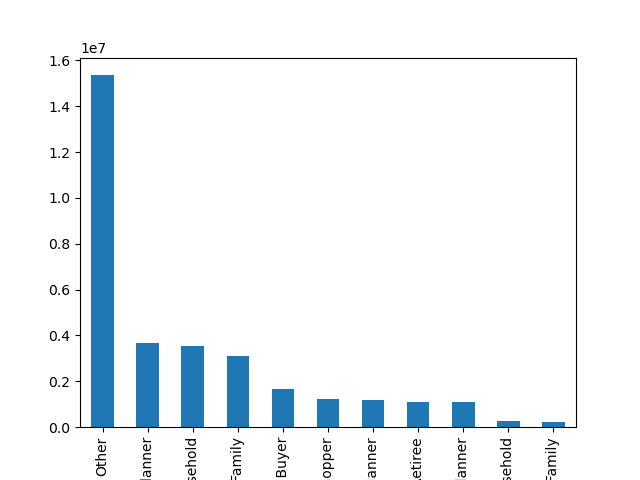 1e7
1.6
1.4
1.2
1.0
0.8
0.6
0.4
0.2
0.0
Other
lanner
sehold
Family
Buyer
opper
anner
etiree
lanner
sehold
Family